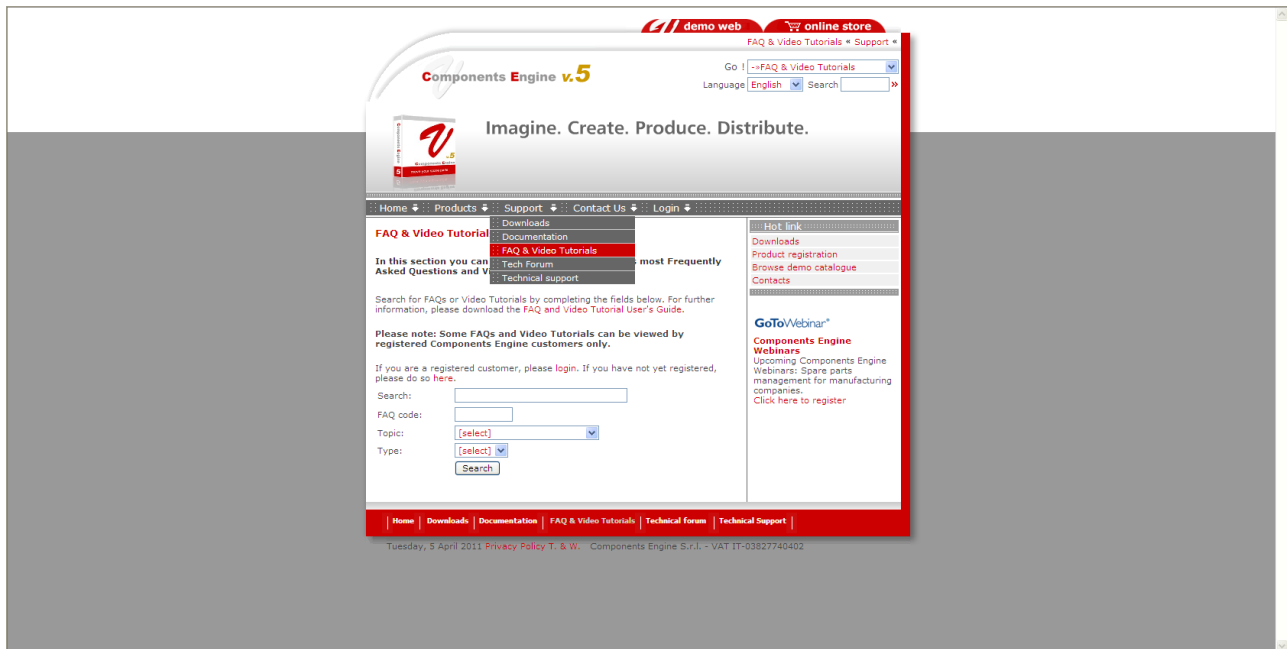 demo web
online store
FAQ & Video Tutorials « Support «
Components Engine v.5
Go ! -»FAQ & Video Tutorials
Language English Search »
Imagine. Create. Produce. Distribute.
Home Products Support Contact Us Login
Downloads
Documentation
FAQ & Video Tutorials
Tech Forum
Technical support
FAQ & Video Tutorial
In this section you can most Frequently
Asked Questions and V
Search for FAQs or Video Tutorials by completing the fields below. For further
information, please download the FAQ and Video Tutorial User's Guide.
Please note: Some FAQs and Video Tutorials can be viewed by
registered Components Engine customers only.
If you are a registered customer, please login. If you have not yet registered,
please do so here.
Search:
FAQ code:
Topic: [select]
Type: [select]
Search
Hot link
Downloads
Product registration
Browse demo catalogue
Contacts
GoToWebinar
Components Engine
Webinars
Upcoming Components Engine
Webinars: Spare parts
management for manufacturing
companies.
Click here to register
Home | Downloads | Documentation | FAQ & Video Tutorials | Technical forum | Technical Support |
Tuesday, 5 April 2011 Privacy Policy T. & W. Components Engine S.r.l. - VAT IT-03827740402